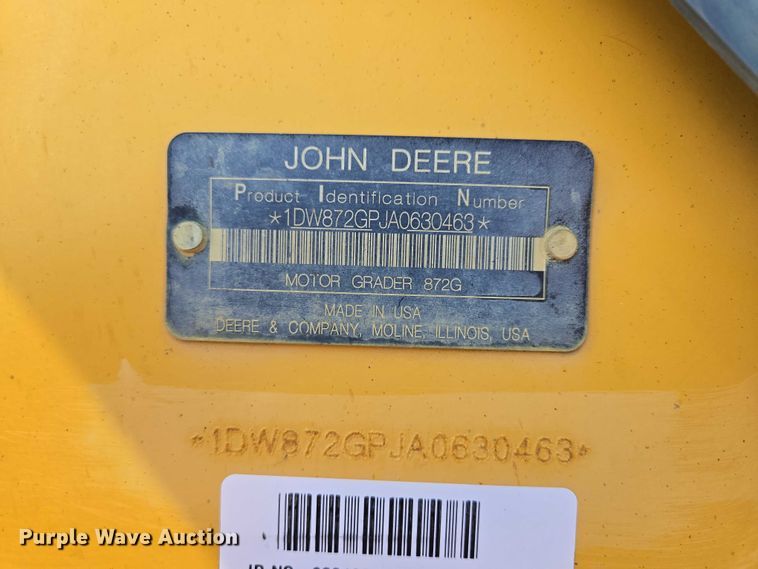 JOHN DEERE
Product Identification Number
*1DW872GPJA0630463*
MOTOR GRADER 872G
MADE IN USA
DEERE & COMPANY, MOLINE, ILLINOIS, USA
*1DW872GPJA0630463*
Purple Wave Auction